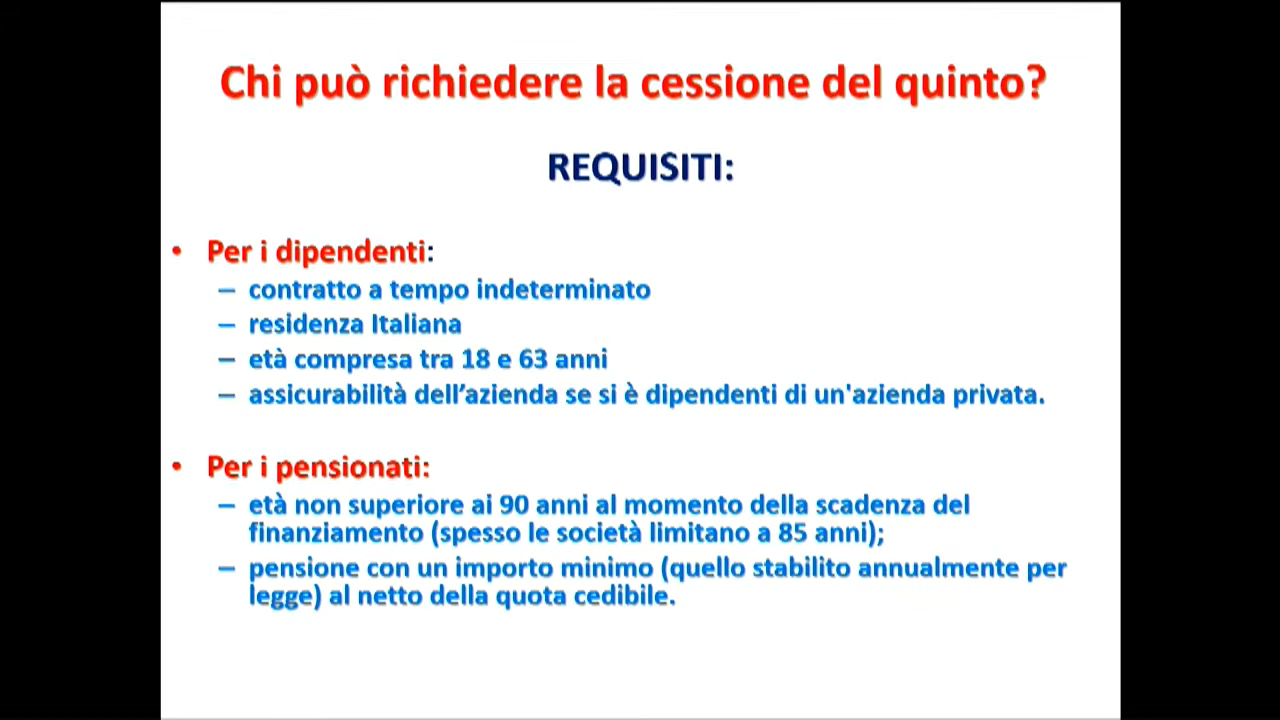 Chi può richiedere la cessione del quinto?
REQUISITI:
• Per i dipendenti:
– contratto a tempo indeterminato
– residenza Italiana
– età compresa tra 18 e 63 anni
– assicurabilità dell’azienda se si è dipendenti di un'azienda privata.
• Per i pensionati:
– età non superiore ai 90 anni al momento della scadenza del
finanziamento (spesso le società limitano a 85 anni);
– pensione con un importo minimo (quello stabilito annualmente per
legge) al netto della quota cedibile.